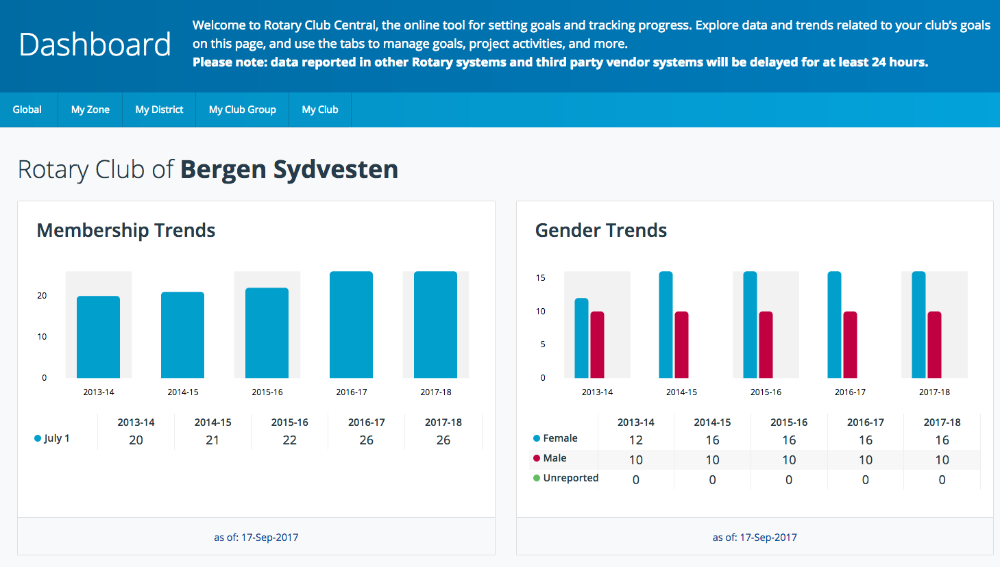 Dashboard
Welcome to Rotary Club Central, the online tool for setting goals and tracking progress. Explore data and trends related to your club's goals
on this page, and use the tabs to manage goals, project activities, and more.
Please note: data reported in other Rotary systems and third party vendor systems will be delayed for at least 24 hours.
Global My Zone My District My Club Group My Club
Rotary Club of Bergen Sydvesten
Membership Trends
20
10
0
2013-14 2014-15 2015-16 2016-17 2017-18
2013-14 2014-15 2015-16 2016-17 2017-18
July 1 20 21 22 26 26
as of: 17-Sep-2017
Gender Trends
15
10
5
0
2013-14 2014-15 2015-16 2016-17 2017-18
2013-14 2014-15 2015-16 2016-17 2017-18
Female 12 16 16 16 16
Male 10 10 10 10 10
Unreported 0 0 0 0 0
as of: 17-Sep-2017